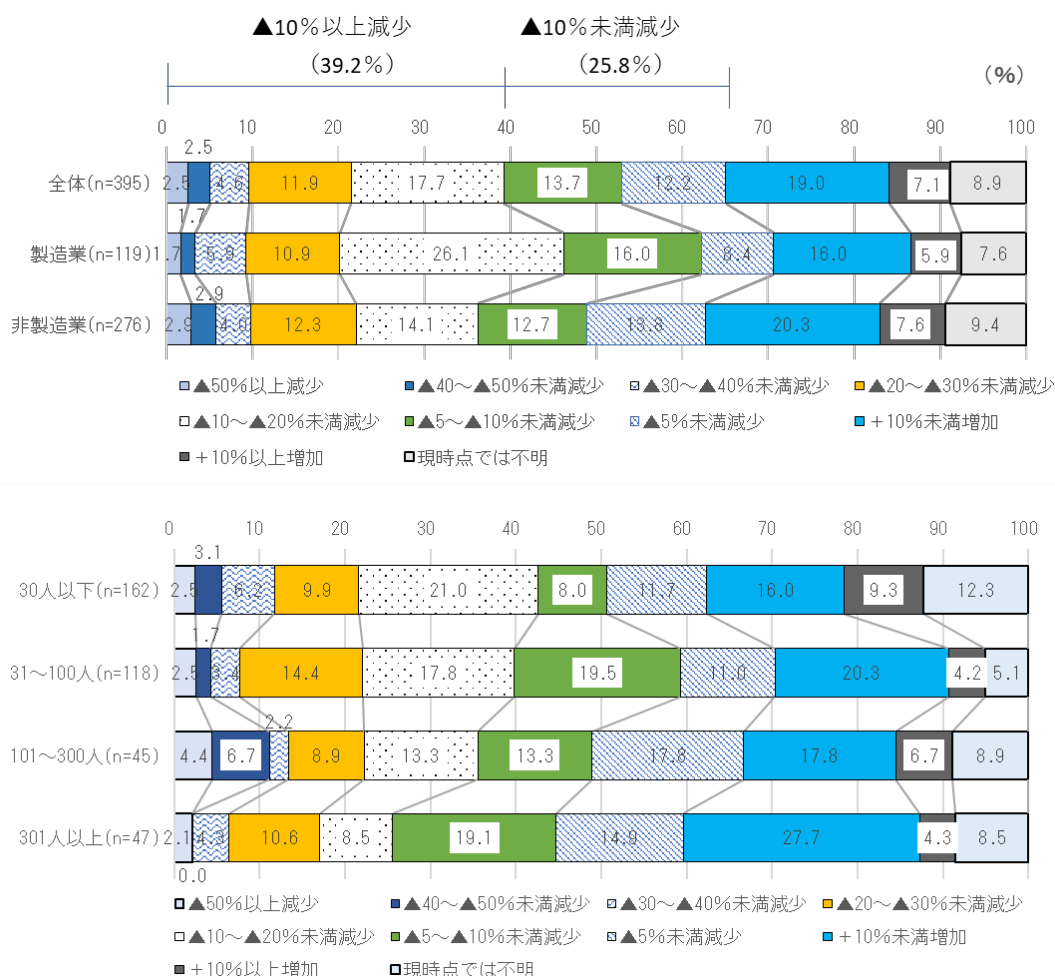 ▲10％以上減少 ▲10％未満減少
（39.2％） （25.8％） （%）
0 10 20 30 40 50 60 70 80 90 100
2.5
全体(n=395) 2.5 4.6 11.9 17.7 13.7 12.2 19.0 7.1 8.9
1.7
製造業(n=119) 1.7 5.9 10.9 26.1 16.0 8.4 16.0 5.9 7.6
2.9
非製造業(n=276) 2.9 4.0 12.3 14.1 12.7 13.8 20.3 7.6 9.4
▲50%以上減少 ▲40～▲50%未満減少 ▲30～▲40%未満減少 ▲20～▲30%未満減少
▲10～▲20%未満減少 ▲5～▲10%未満減少 ▲5%未満減少 ＋10%未満増加
＋10%以上増加 現時点では不明
0 10 20 30 40 50 60 70 80 90 100
3.1
30人以下(n=162) 2.5 6.2 9.9 21.0 8.0 11.7 16.0 9.3 12.3
1.7
31～100人(n=118) 2.5 3.4 14.4 17.8 19.5 11.0 20.3 4.2 5.1
2.2
101～300人(n=45) 4.4 6.7 8.9 13.3 13.3 17.8 17.8 6.7 8.9
301人以上(n=47) 2.1 4.3 10.6 8.5 19.1 14.9 27.7 4.3 8.5
0.0
▲50%以上減少 ▲40～▲50%未満減少 ▲30～▲40%未満減少 ▲20～▲30%未満減少
▲10～▲20%未満減少 ▲5～▲10%未満減少 ▲5%未満減少 ＋10%未満増加
＋10%以上増加 現時点では不明